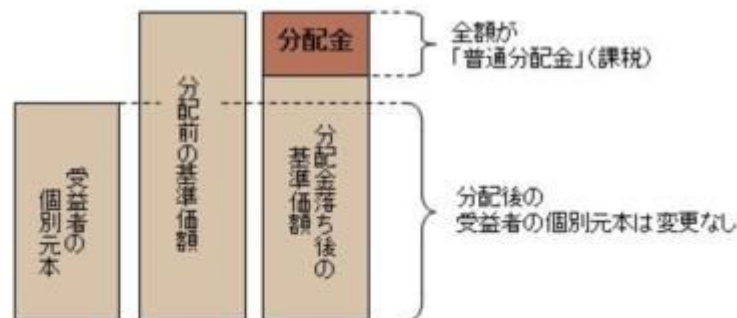 受益者の
個別元本
分配前の基準価額
分配金
分配金落ち後の
基準価額
全額が
「普通分配金」(課税)
分配後の
受益者の個別元本は変更なし